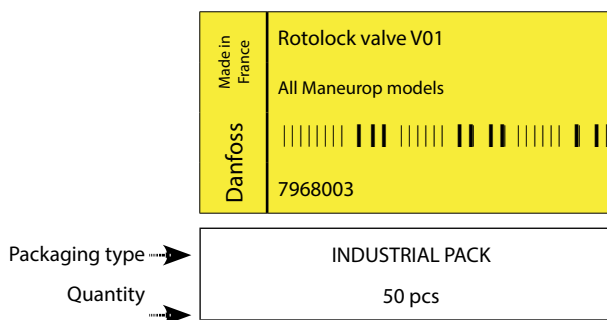 Made in
France
Danfoss
Rotolock valve V01
All Maneurop models
7968003
Packaging type
INDUSTRIAL PACK
Quantity
50 pcs